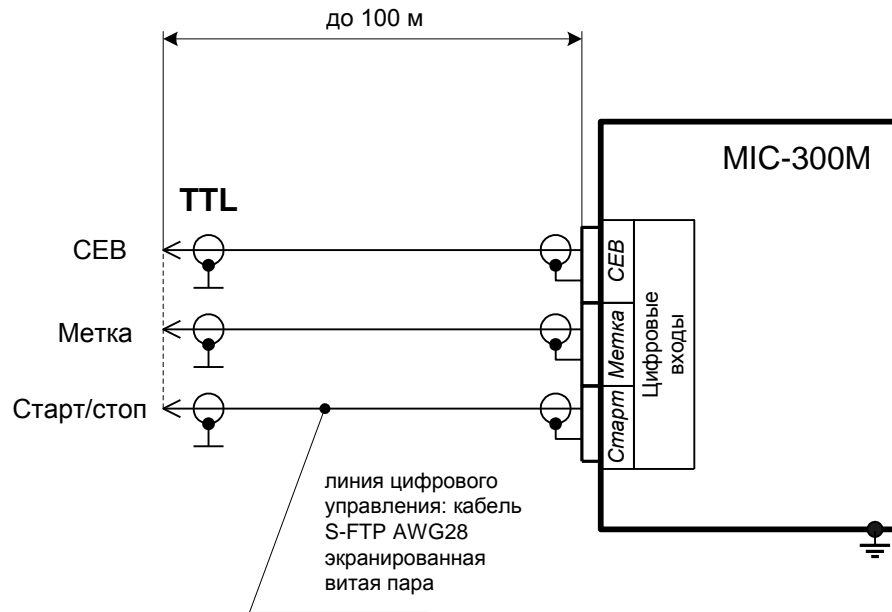 до 100 м
MIC-300M
TTL
СЕВ
СЕВ
Метка
Метка
Старт/стоп
Старт
Цифровые
входы
линия цифрового
управления: кабель
S-FTP AWG28
экранированная
витая пара